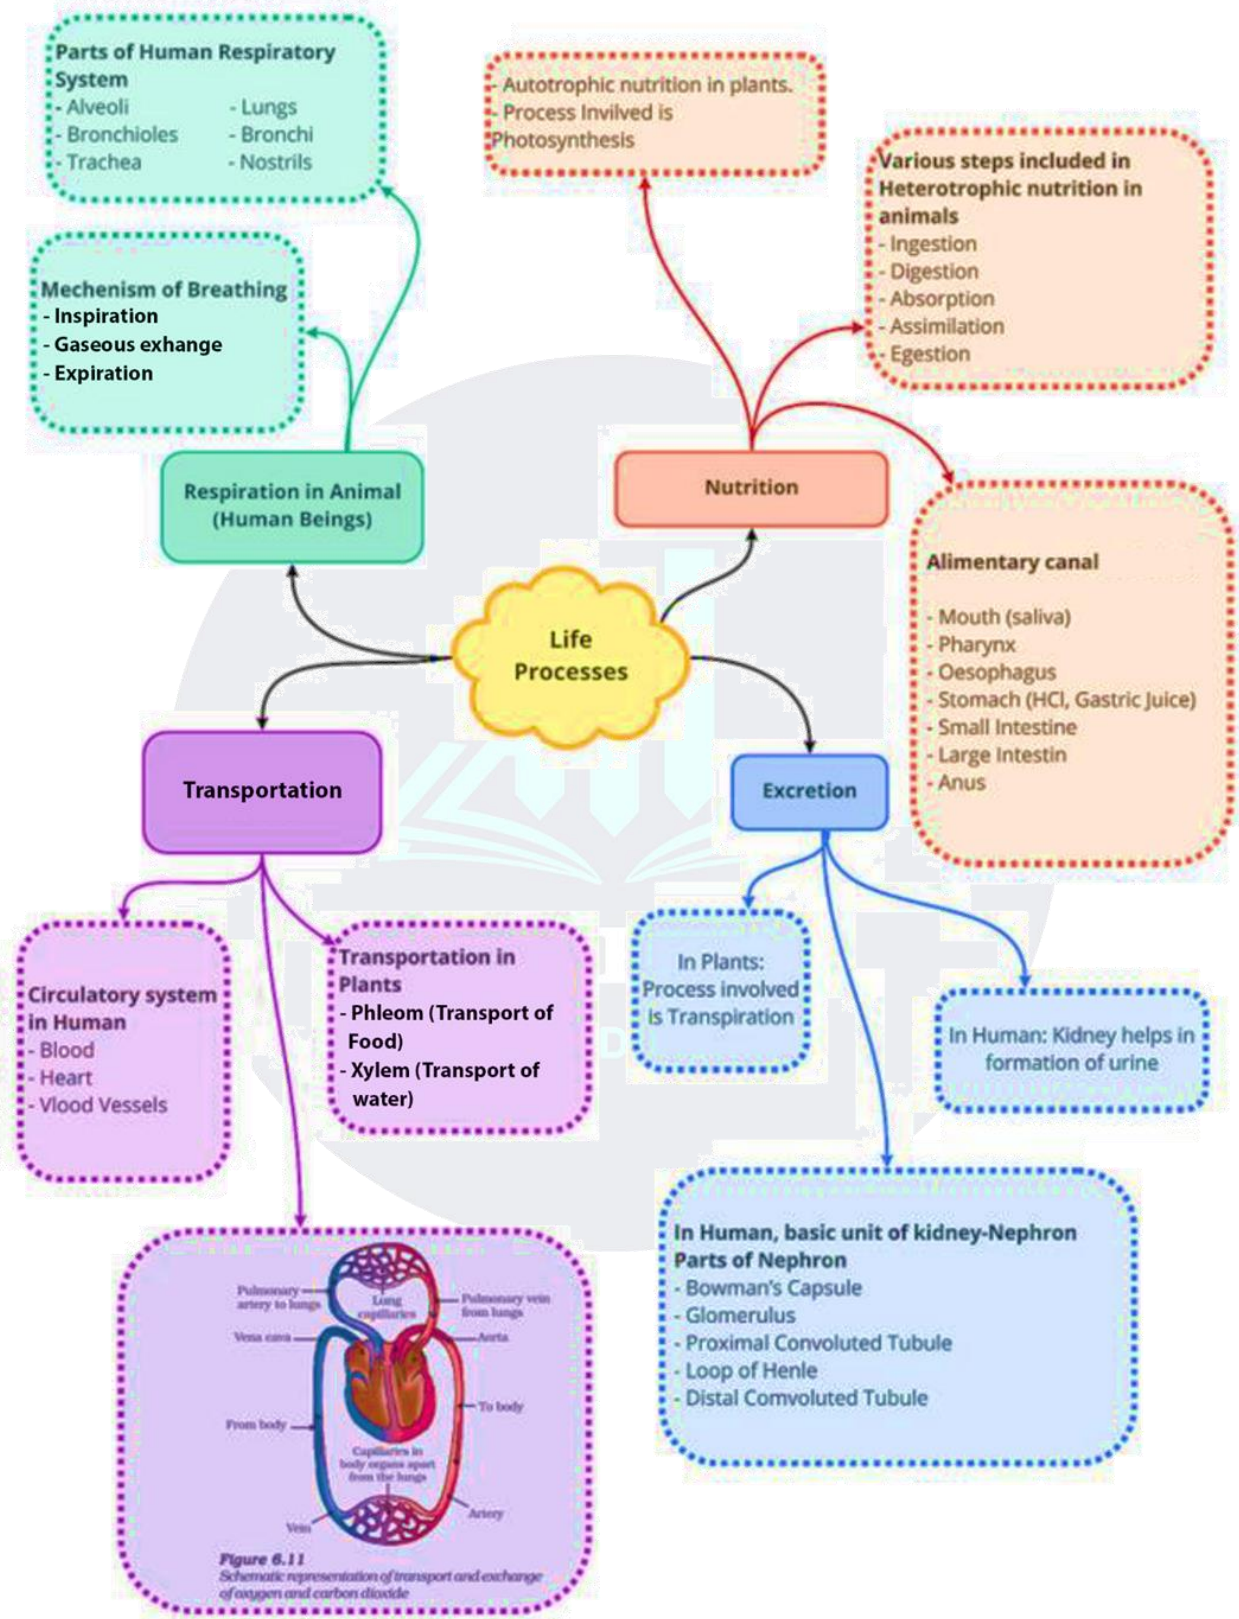 Parts of Human Respiratory
System
- Alveoli - Lungs
- Bronchioles - Bronchi
- Trachea - Nostrils
- Autotrophic nutrition in plants.
- Process Invilved is
Photosynthesis
Various steps included in
Heterotrophic nutrition in
animals
- Ingestion
- Digestion
- Absorption
- Assimilation
- Egestion
Mechenism of Breathing
- Inspiration
- Gaseous exhange
- Expiration
Respiration in Animal
(Human Beings)
Nutrition
Alimentary canal
- Mouth (saliva)
- Pharynx
- Oesophagus
- Stomach (HCl, Gastric Juice)
- Small Intestine
- Large Intestin
- Anus
Life
Processes
Transportation
Excretion
Circulatory system
in Human
- Blood
- Heart
- Vlood Vessels
Transportation in
Plants
- Phleom (Transport of
Food)
- Xylem (Transport of
water)
In Plants:
Process involved
is Transpiration
In Human: Kidney helps in
formation of urine
In Human, basic unit of kidney-Nephron
Parts of Nephron
- Bowman's Capsule
- Glomerulus
- Proximal Convoluted Tubule
- Loop of Henle
- Distal Comvoluted Tubule
Pulmonary
artery to lungs
Lung
capillaries
Pulmonary vein
from lungs
Vena cava
Aorta
From body
To body
Capillaries in
body organs apart
from the lungs
Vein
Artery
Figure 6.11
Schematic representation of transport and exchange
of oxygen and carbon dioxide